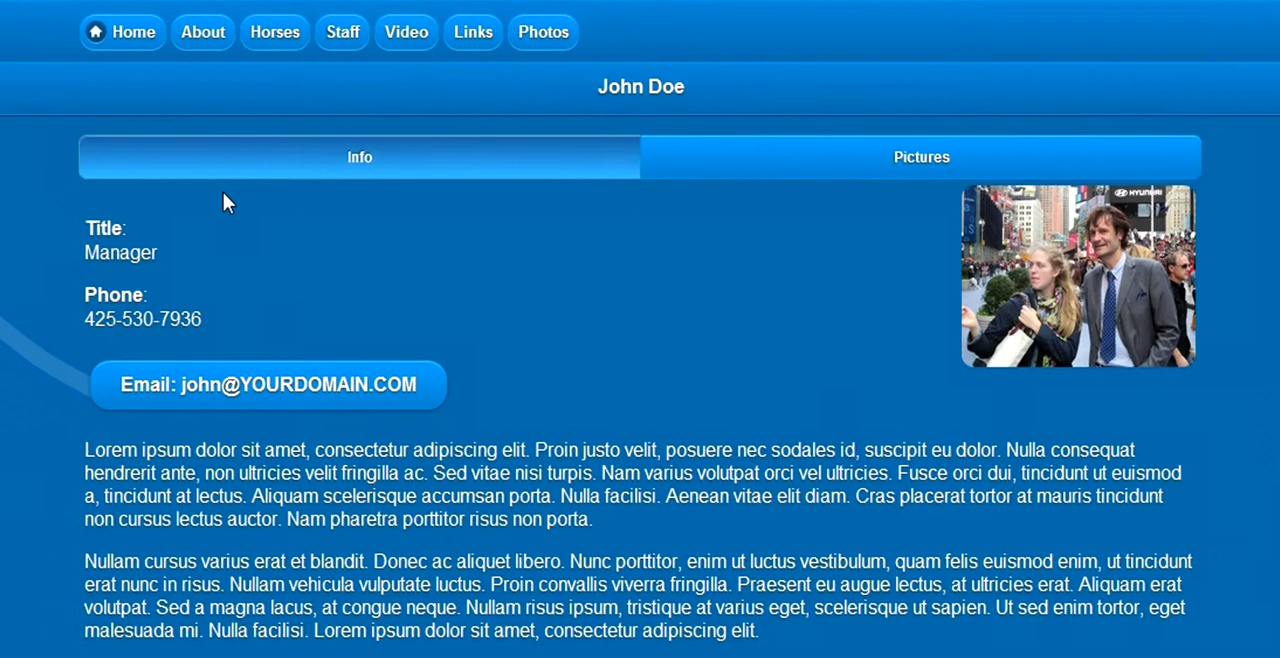 Home About Horses Staff Video Links Photos
John Doe
Info Pictures
HYUNDAI
Title:
Manager
Phone:
425-530-7936
Email: john@YOURDOMAIN.COM
Lorem ipsum dolor sit amet, consectetur adipiscing elit. Proin justo velit, posuere nec sodales id, suscipit eu dolor. Nulla consequat
hendrerit ante, non ultricies velit fringilla ac. Sed vitae nisi turpis. Nam varius volutpat orci vel ultricies. Fusce orci dui, tincidunt ut euismod
a, tincidunt at lectus. Aliquam scelerisque accumsan porta. Nulla facilisi. Aenean vitae elit diam. Cras placerat tortor at mauris tincidunt
non cursus lectus auctor. Nam pharetra porttitor risus non porta.
Nullam cursus varius erat et blandit. Donec ac aliquet libero. Nunc porttitor, enim ut luctus vestibulum, quam felis euismod enim, ut tincidunt
erat nunc in risus. Nullam vehicula vulputate luctus. Proin convallis viverra fringilla. Praesent eu augue lectus, at ultricies erat. Aliquam erat
volutpat. Sed a magna lacus, at congue neque. Nullam risus ipsum, tristique at varius eget, scelerisque ut sapien. Ut sed enim tortor, eget
malesuada mi. Nulla facilisi. Lorem ipsum dolor sit amet, consectetur adipiscing elit.